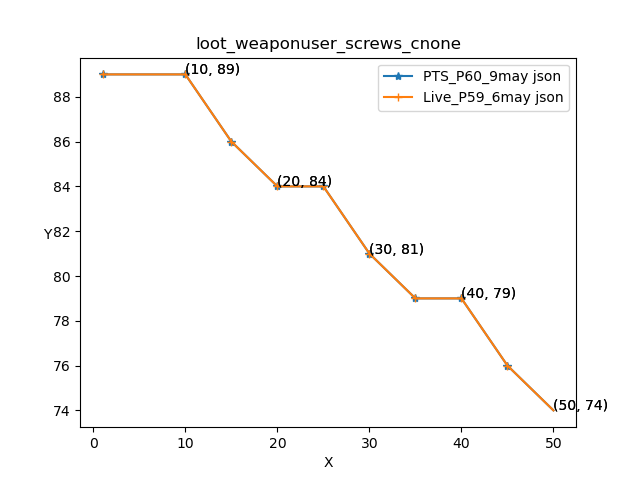 loot_weaponuser_screws_cnone
PTS_P60_9may json
Live_P59_6may json
(10, 89)
(20, 84)
(30, 81)
(40, 79)
(50, 74)
88
86
84
82
80
78
76
74
Y
0 10 20 30 40 50
X